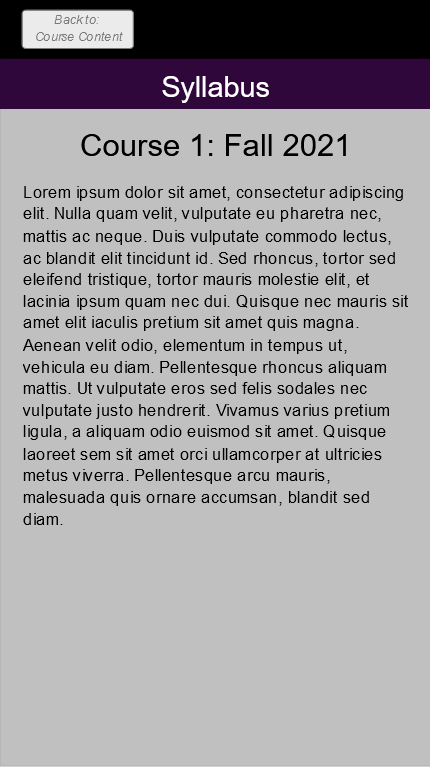 Back to:
Course Content
Syllabus
Course 1: Fall 2021
Lorem ipsum dolor sit amet, consectetur adipiscing
elit. Nulla quam velit, vulputate eu pharetra nec,
mattis ac neque. Duis vulputate commodo lectus,
ac blandit elit tincidunt id. Sed rhoncus, tortor sed
eleifend tristique, tortor mauris molestie elit, et
lacinia ipsum quam nec dui. Quisque nec mauris sit
amet elit iaculis pretium sit amet quis magna.
Aenean velit odio, elementum in tempus ut,
vehicula eu diam. Pellentesque rhoncus aliquam
mattis. Ut vulputate eros sed felis sodales nec
vulputate justo hendrerit. Vivamus varius pretium
ligula, a aliquam odio euismod sit amet. Quisque
laoreet sem sit amet orci ullamcorper at ultricies
metus viverra. Pellentesque arcu mauris,
malesuada quis ornare accumsan, blandit sed
diam.